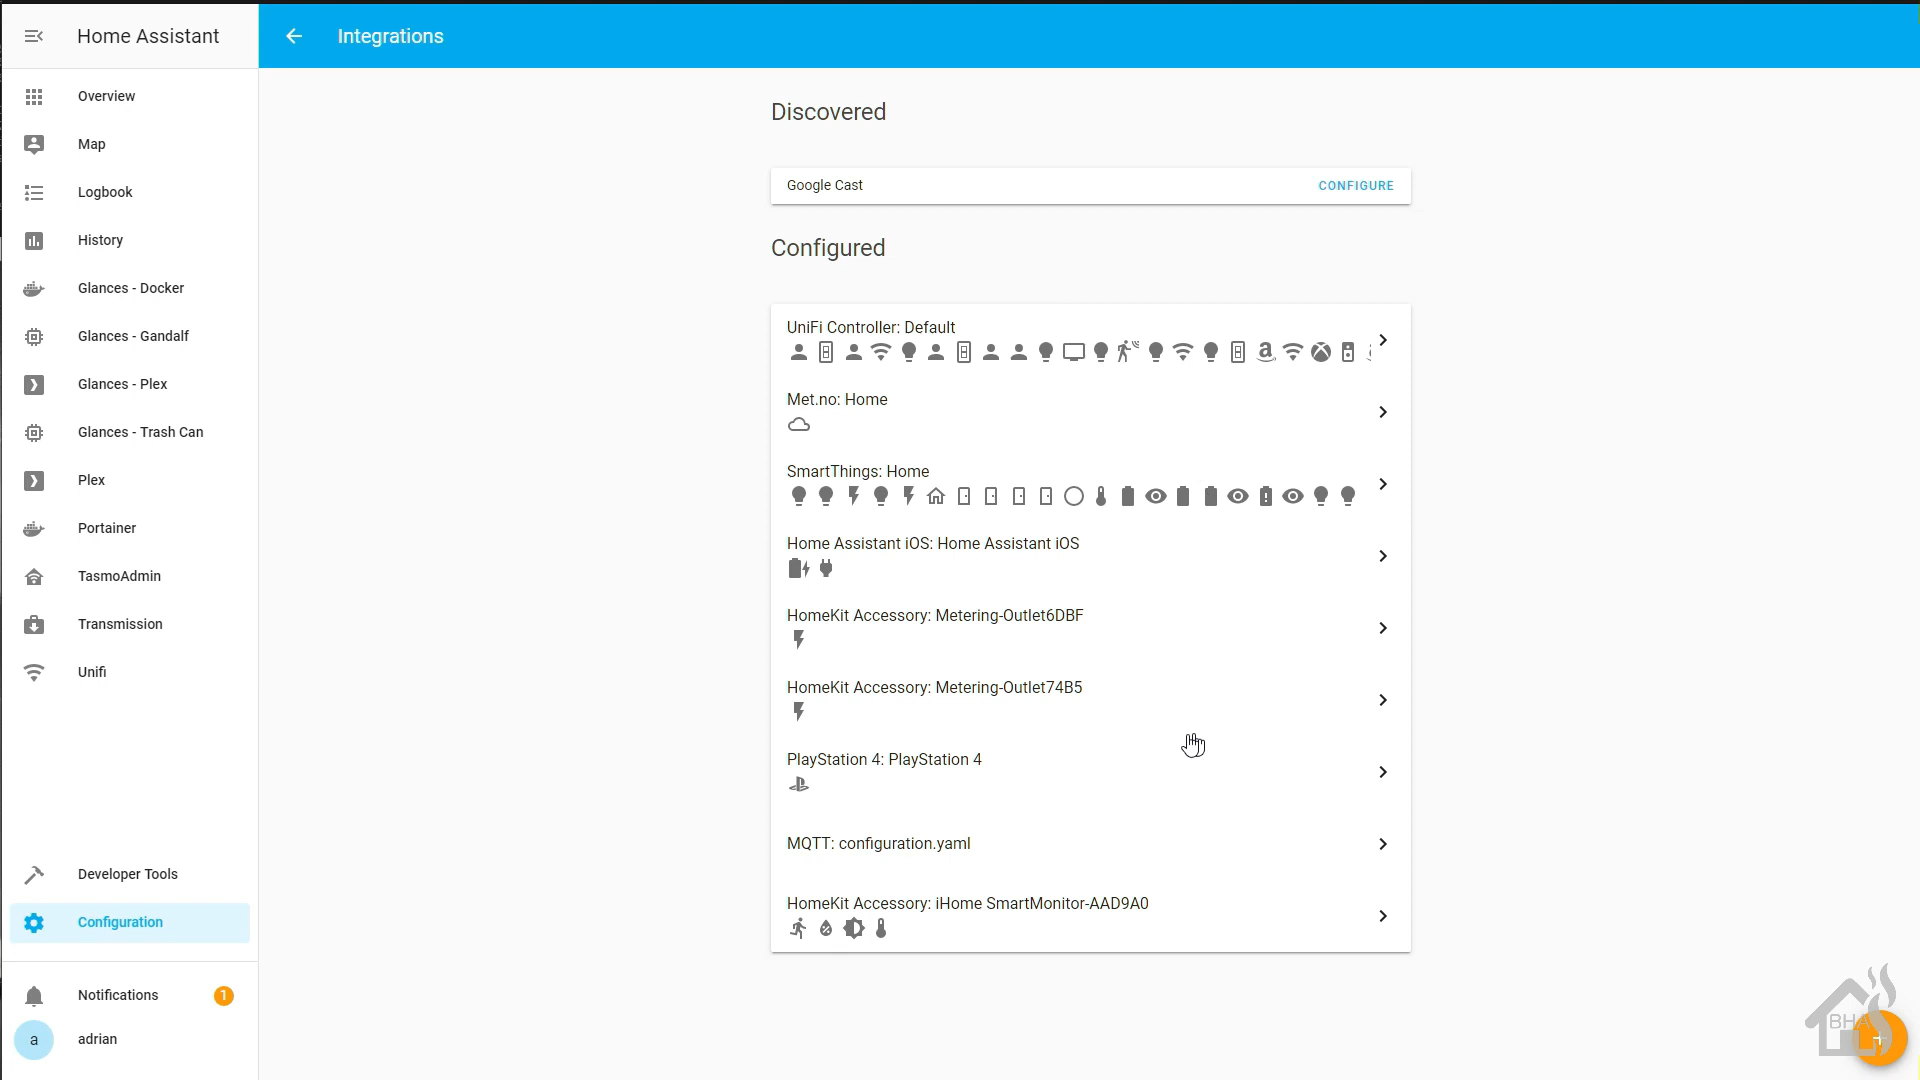 Home Assistant
Integrations
Overview
Map
Logbook
History
Glances - Docker
Glances - Gandalf
Glances - Plex
Glances - Trash Can
Plex
Portainer
TasmoAdmin
Transmission
Unifi
Developer Tools
Configuration
Notifications 1
a adrian
Discovered
Google Cast CONFIGURE
Configured
UniFi Controller: Default
Met.no: Home
SmartThings: Home
Home Assistant iOS: Home Assistant iOS
HomeKit Accessory: Metering-Outlet6DBF
HomeKit Accessory: Metering-Outlet74B5
PlayStation 4: PlayStation 4
MQTT: configuration.yaml
HomeKit Accessory: iHome SmartMonitor-AAD9A0
BHA